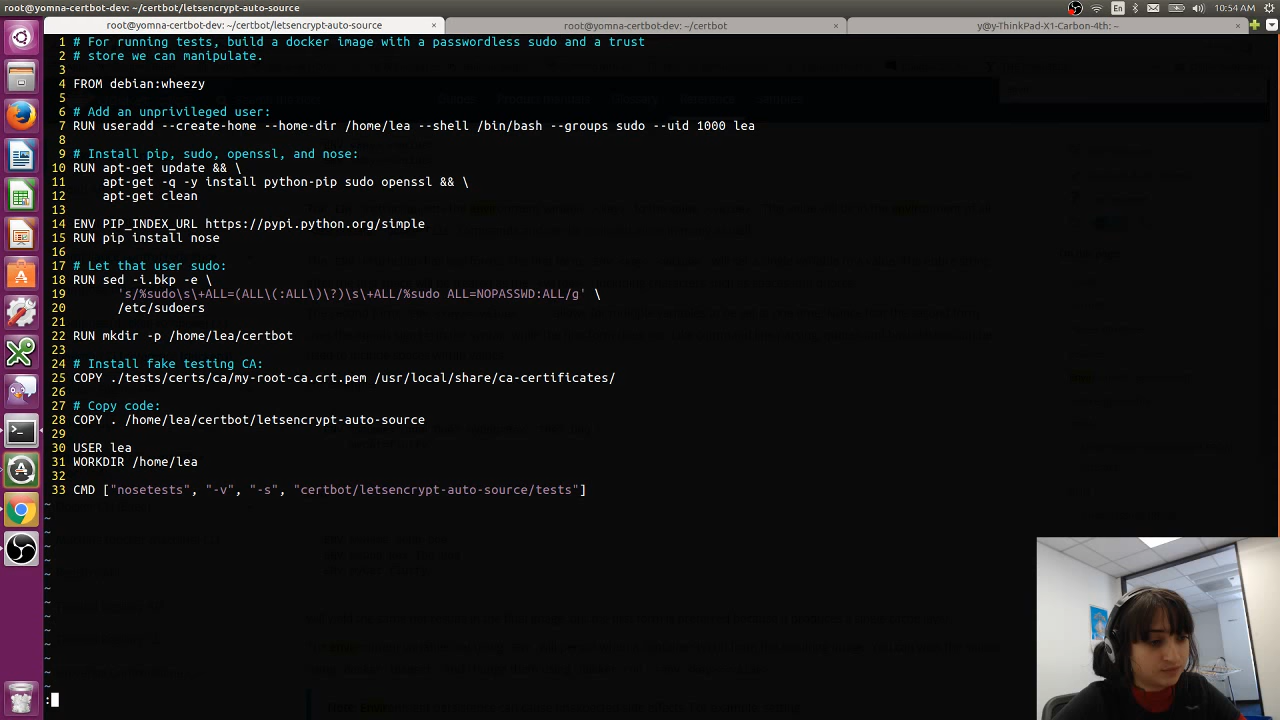 root@yomna-certbot-dev: ~/certbot/letsencrypt-auto-source
En
10:54 AM
root@yomna-certbot-dev: ~/certbot/letsencrypt-auto-source ×
root@yomna-certbot-dev: ~/certbot ×
y@y-ThinkPad-X1-Carbon-4th: ~ ×
1 # For running tests, build a docker image with a passwordless sudo and a trust
2 # store we can manipulate.
3
4 FROM debian:wheezy
5
6 # Add an unprivileged user:
7 RUN useradd --create-home --home-dir /home/lea --shell /bin/bash --groups sudo --uid 1000 lea
8
9 # Install pip, sudo, openssl, and nose:
10 RUN apt-get update && \
11     apt-get -q -y install python-pip sudo openssl && \
12     apt-get clean
13
14 ENV PIP_INDEX_URL https://pypi.python.org/simple
15 RUN pip install nose
16
17 # Let that user sudo:
18 RUN sed -i.bkp -e \
19       's/%sudo\s\+ALL=(ALL\(:ALL\)\?)\s\+ALL/%sudo ALL=NOPASSWD:ALL/g' \
20       /etc/sudoers
21
22 RUN mkdir -p /home/lea/certbot
23
24 # Install fake testing CA:
25 COPY ./tests/certs/ca/my-root-ca.crt.pem /usr/local/share/ca-certificates/
26
27 # Copy code:
28 COPY . /home/lea/certbot/letsencrypt-auto-source
29
30 USER lea
31 WORKDIR /home/lea
32
33 CMD ["nosetests", "-v", "-s", "certbot/letsencrypt-auto-source/tests"]
~
~
~
~
~
~
~
~
~
~
~
~
~
~
: